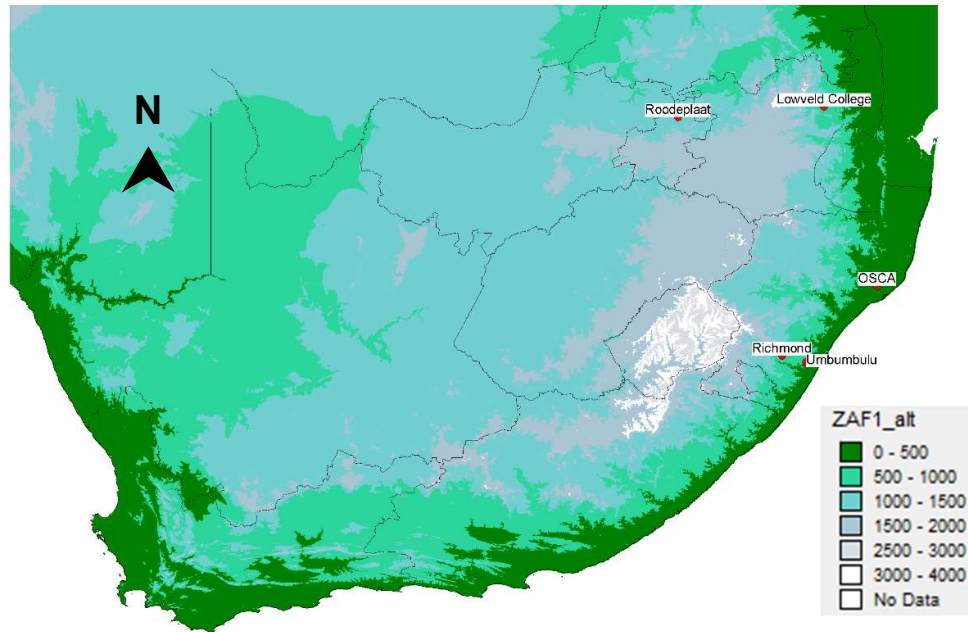 N
Roodeplaat
Lowveld College
OSCA
Richmond
Umbumbulu
ZAF1_alt
0 - 500
500 - 1000
1000 - 1500
1500 - 2000
2500 - 3000
3000 - 4000
No Data